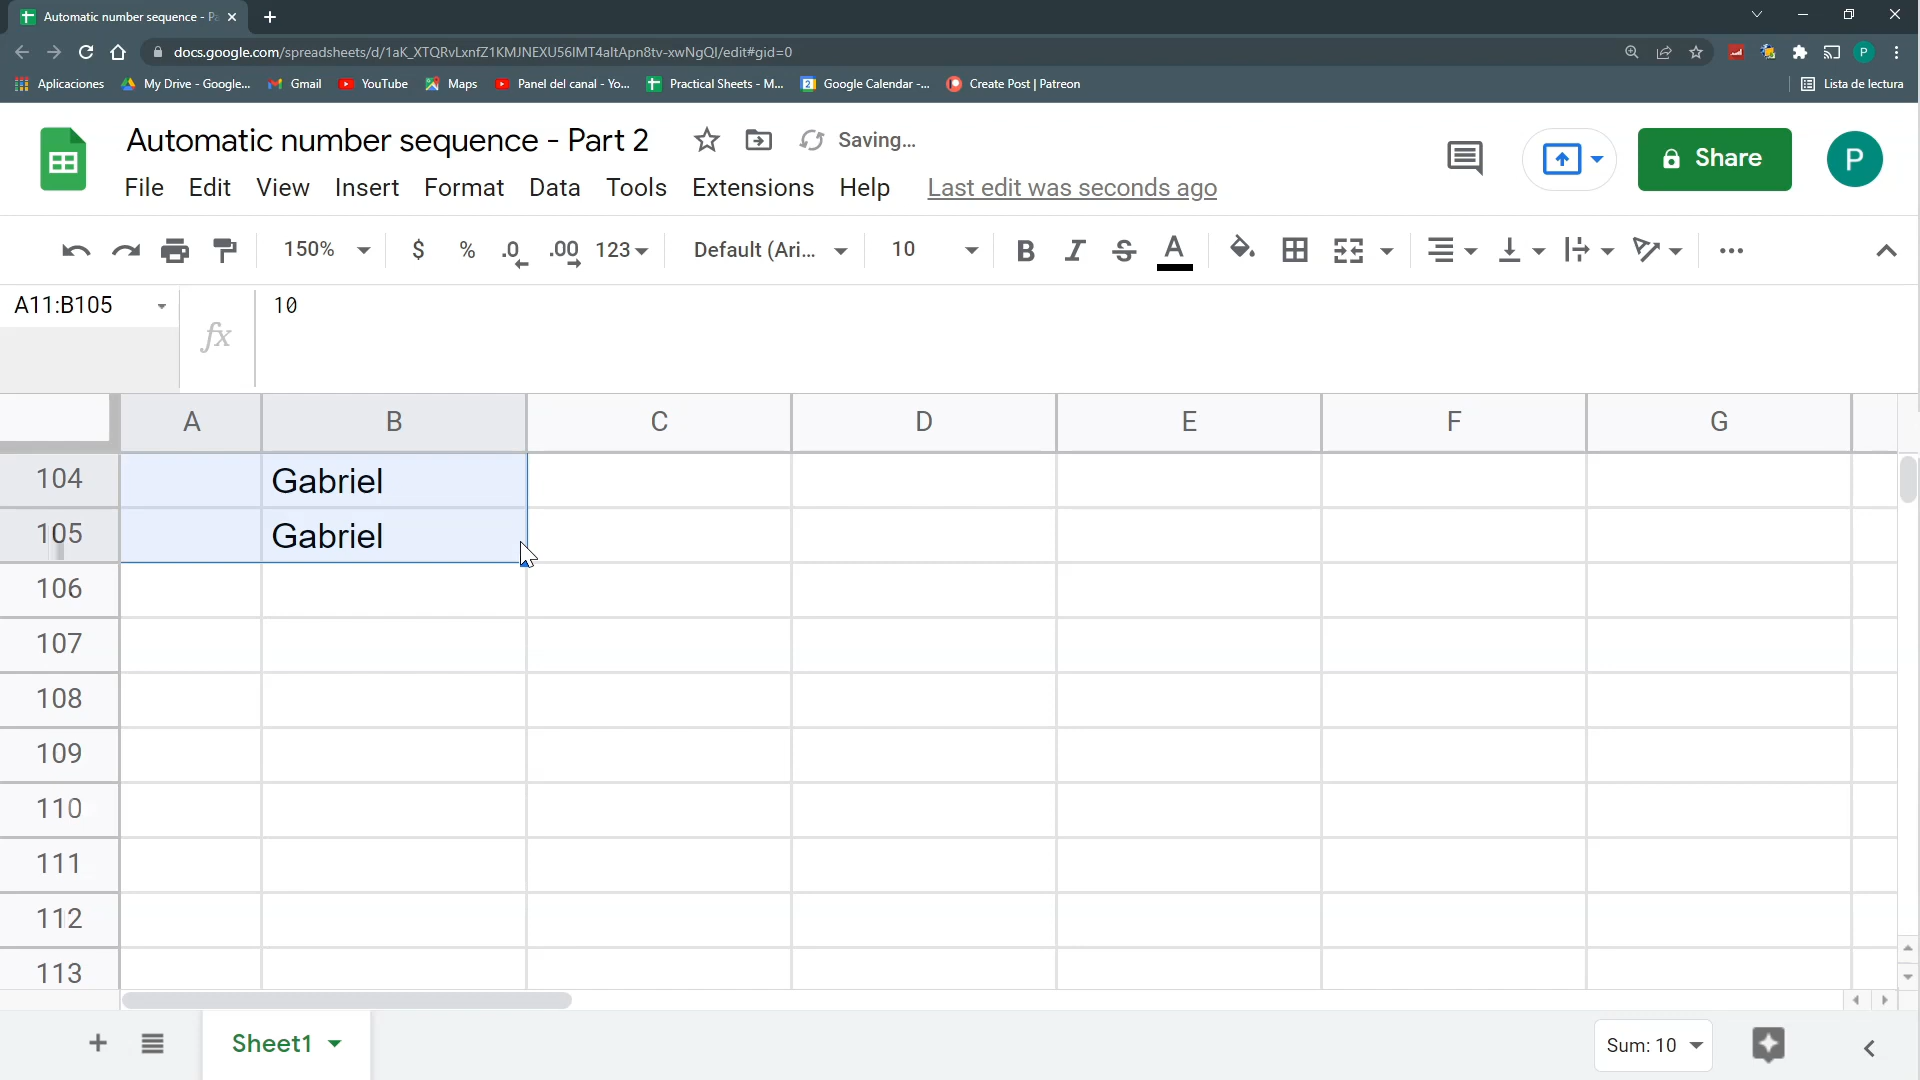 Automatic number sequence - Pa
docs.google.com/spreadsheets/d/1aK_XTQRvLxnfZ1KMJNEXU56IMT4altApn8tv-xwNgQI/edit#gid=0
Aplicaciones My Drive - Google... Gmail YouTube Maps Panel del canal - Yo... Practical Sheets - M... Google Calendar -... Create Post | Patreon Lista de lectura
Automatic number sequence - Part 2 Saving...
Share P
File Edit View Insert Format Data Tools Extensions Help Last edit was seconds ago
150% $ % .0 .00 123 Default (Ari... 10 B I S A
A11:B105 fx 10
A B C D E F G
104 Gabriel
105 Gabriel
106
107
108
109
110
111
112
113
Sheet1 Sum: 10